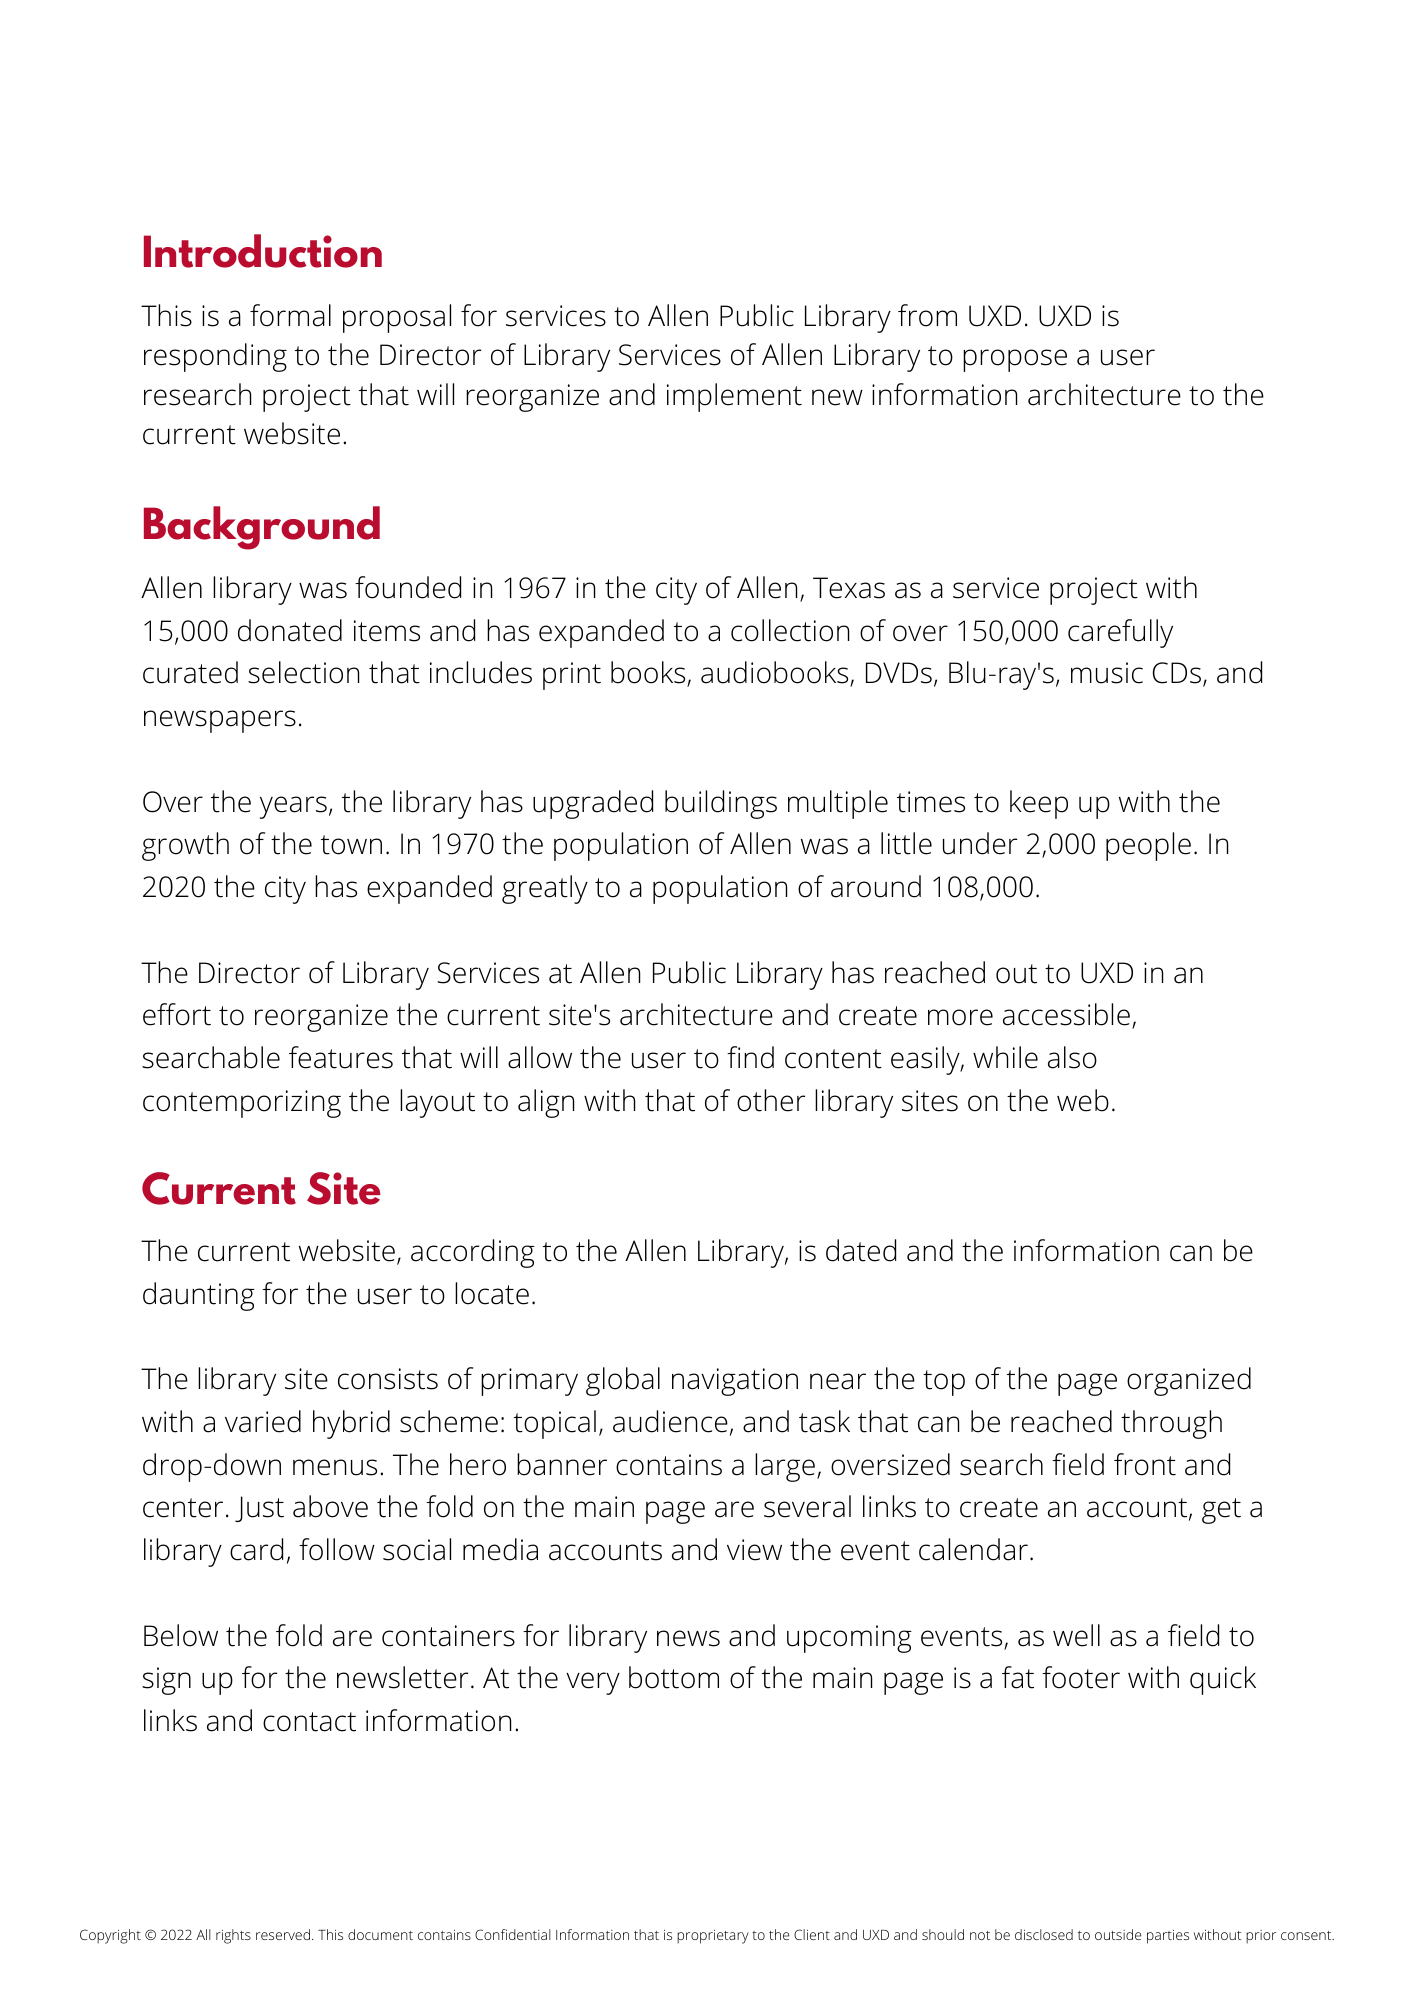 Introduction
This is a formal proposal for services to Allen Public Library from UXD. UXD is
responding to the Director of Library Services of Allen Library to propose a user
research project that will reorganize and implement new information architecture to the
current website.
Background
Allen library was founded in 1967 in the city of Allen, Texas as a service project with
15,000 donated items and has expanded to a collection of over 150,000 carefully
curated selection that includes print books, audiobooks, DVDs, Blu-ray's, music CDs, and
newspapers.
Over the years, the library has upgraded buildings multiple times to keep up with the
growth of the town. In 1970 the population of Allen was a little under 2,000 people. In
2020 the city has expanded greatly to a population of around 108,000.
The Director of Library Services at Allen Public Library has reached out to UXD in an
effort to reorganize the current site's architecture and create more accessible,
searchable features that will allow the user to find content easily, while also
contemporizing the layout to align with that of other library sites on the web.
Current Site
The current website, according to the Allen Library, is dated and the information can be
daunting for the user to locate.
The library site consists of primary global navigation near the top of the page organized
with a varied hybrid scheme: topical, audience, and task that can be reached through
drop-down menus. The hero banner contains a large, oversized search field front and
center. Just above the fold on the main page are several links to create an account, get a
library card, follow social media accounts and view the event calendar.
Below the fold are containers for library news and upcoming events, as well as a field to
sign up for the newsletter. At the very bottom of the main page is a fat footer with quick
links and contact information.
Copyright © 2022 All rights reserved. This document contains Confidential Information that is proprietary to the Client and UXD and should not be disclosed to outside parties without prior consent.